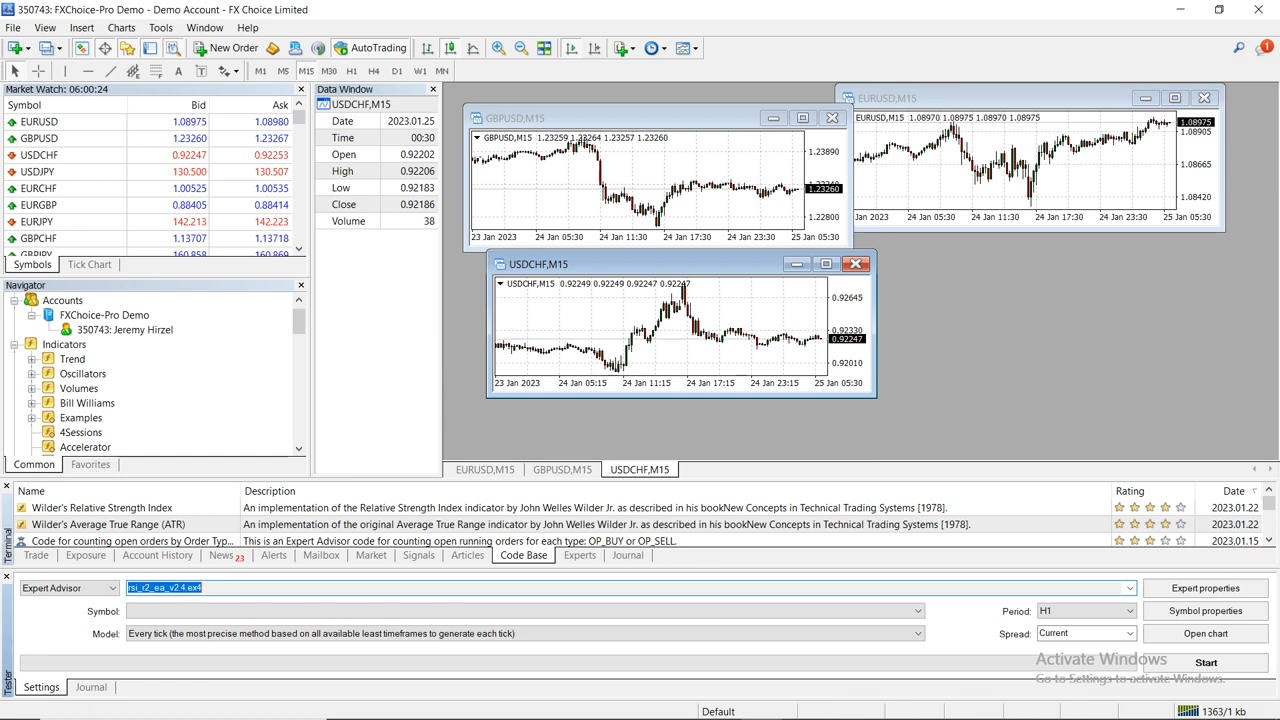 350743: FXChoice-Pro Demo - Demo Account - FX Choice Limited
File View Insert Charts Tools Window Help
New Order AutoTrading 1
A T M1 M5 M15 M30 H1 H4 D1 W1 MN
Market Watch: 06:00:24
Symbol Bid Ask
EURUSD 1.08975 1.08980
GBPUSD 1.23260 1.23267
USDCHF 0.92247 0.92253
USDJPY 130.500 130.507
EURCHF 1.00525 1.00535
EURGBP 0.88405 0.88414
EURJPY 142.213 142.223
GBPCHF 1.13707 1.13718
GBPJPY 160.858 160.869
Symbols Tick Chart
Navigator
Accounts
FXChoice-Pro Demo
350743: Jeremy Hirzel
Indicators
Trend
Oscillators
Volumes
Bill Williams
Examples
4Sessions
Accelerator
Common Favorites
Data Window
USDCHF,M15
Date 2023.01.25
Time 00:30
Open 0.92202
High 0.92206
Low 0.92183
Close 0.92186
Volume 38
GBPUSD,M15
GBPUSD,M15 1.23259 1.23264 1.23257 1.23260
1.23890
1.23260
1.22800
23 Jan 2023 24 Jan 05:30 24 Jan 11:30 24 Jan 17:30 24 Jan 23:30 25 Jan 05:30
EURUSD,M15
EURUSD,M15 1.08970 1.08975 1.08970 1.08975
1.08975
1.08905
1.08665
1.08420
Jan 2023 24 Jan 05:30 24 Jan 11:30 24 Jan 17:30 24 Jan 23:30 25 Jan 05:30
USDCHF,M15
USDCHF,M15 0.92249 0.92249 0.92247 0.92247
0.92645
0.92330
0.92247
0.92010
23 Jan 2023 24 Jan 05:15 24 Jan 11:15 24 Jan 17:15 24 Jan 23:15 25 Jan 05:30
EURUSD,M15 GBPUSD,M15 USDCHF,M15
Terminal
Name Description Rating Date
Wilder's Relative Strength Index An implementation of the Relative Strength Index indicator by John Welles Wilder Jr. as described in his bookNew Concepts in Technical Trading Systems [1978]. 2023.01.22
Wilder's Average True Range (ATR) An implementation of the original Average True Range indicator by John Welles Wilder Jr. as described in his bookNew Concepts in Technical Trading Systems [1978]. 2023.01.22
Code for counting open orders by Order Typ... This is an Expert Advisor code for counting open running orders for each type: OP_BUY or OP_SELL. 2023.01.15
Trade Exposure Account History News 23 Alerts Mailbox Market Signals Articles Code Base Experts Journal
Tester
Expert Advisor rsi_r2_ea_v2.4.ex4 Expert properties
Symbol: Period: H1 Symbol properties
Model: Every tick (the most precise method based on all available least timeframes to generate each tick) Spread: Current Open chart
Start
Activate Windows
Go to Settings to activate Windows.
Settings Journal
Default 1363/1 kb